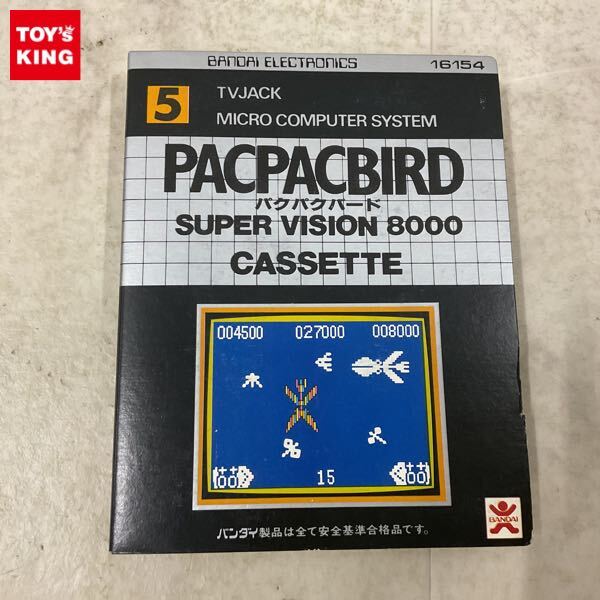 TOY'S
KING
BANDAI ELECTRONICS
16154
5
TVJACK
MICRO COMPUTER SYSTEM
PACPACBIRD
パクパクバード
SUPER VISION 8000
CASSETTE
004500 027000 008000
00 15 00
バンダイ製品は全て安全基準合格品です。
BANDAI